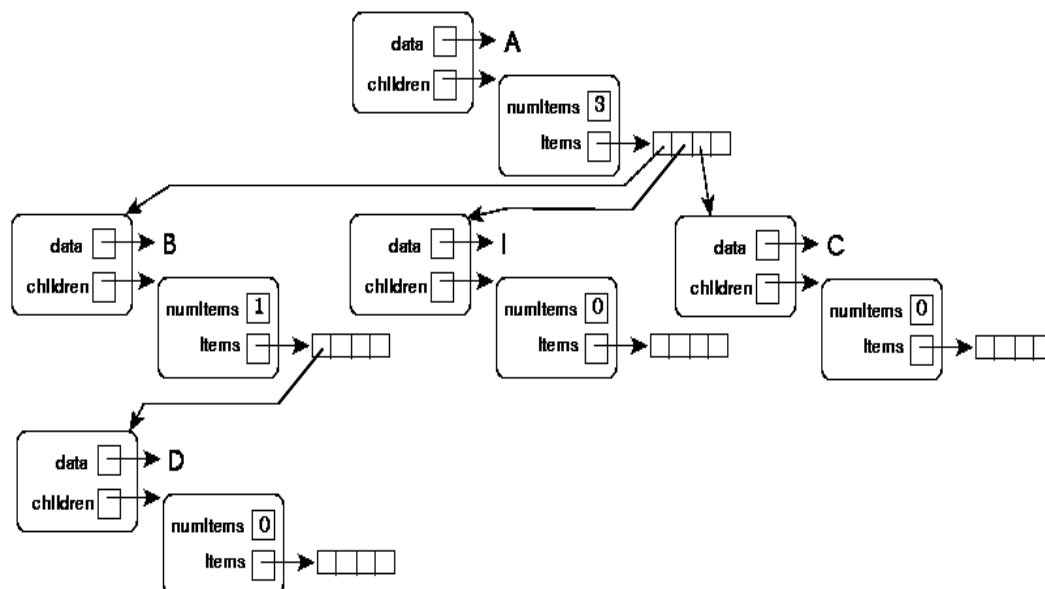 data A
children
numItems 3
Items
data B
children
numItems 1
Items
data I
children
numItems 0
Items
data C
children
numItems 0
Items
data D
children
numItems 0
Items